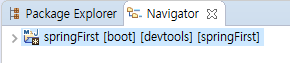 Package Explorer Navigator
springFirst [boot] [devtools] [springFirst]